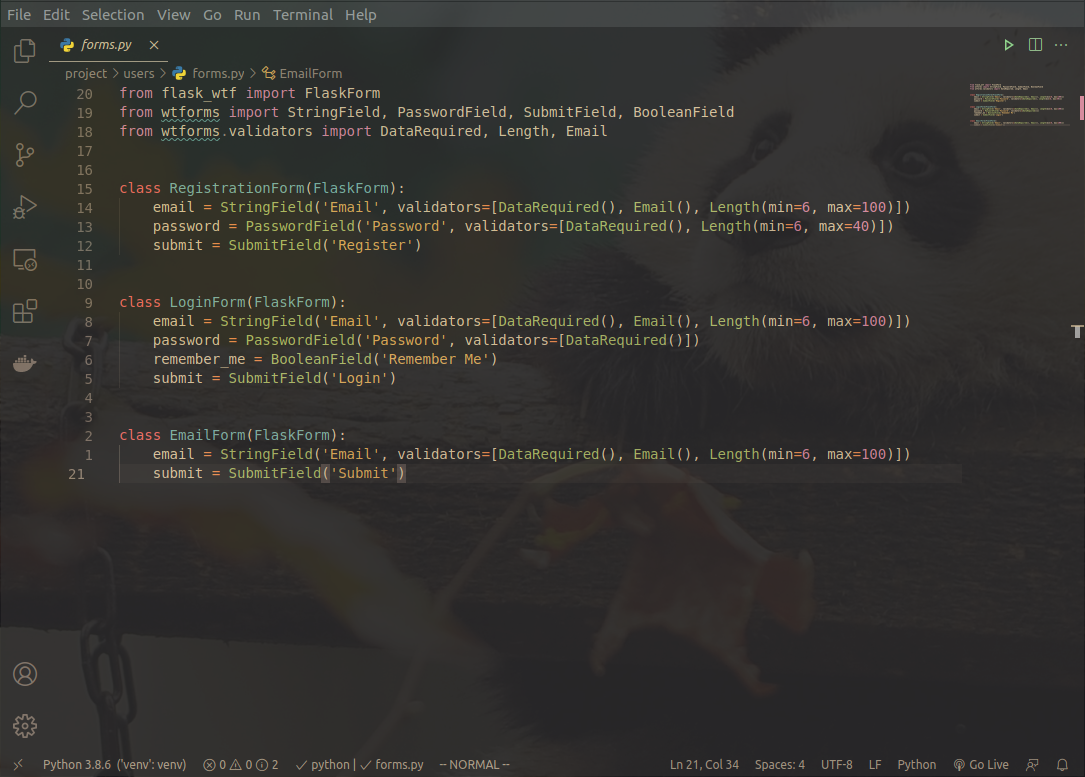 File Edit Selection View Go Run Terminal Help
forms.py ×
project > users > forms.py > EmailForm
20 from flask_wtf import FlaskForm
19 from wtforms import StringField, PasswordField, SubmitField, BooleanField
18 from wtforms.validators import DataRequired, Length, Email
17
16
15 class RegistrationForm(FlaskForm):
14     email = StringField('Email', validators=[DataRequired(), Email(), Length(min=6, max=100)])
13     password = PasswordField('Password', validators=[DataRequired(), Length(min=6, max=40)])
12     submit = SubmitField('Register')
11
10
9 class LoginForm(FlaskForm):
8     email = StringField('Email', validators=[DataRequired(), Email(), Length(min=6, max=100)])
7     password = PasswordField('Password', validators=[DataRequired()])
6     remember_me = BooleanField('Remember Me')
5     submit = SubmitField('Login')
4
3
2 class EmailForm(FlaskForm):
1     email = StringField('Email', validators=[DataRequired(), Email(), Length(min=6, max=100)])
21     submit = SubmitField('Submit')
Python 3.8.6 ('venv': venv) 0 0 2 ✓ python | ✓ forms.py -- NORMAL -- Ln 21, Col 34 Spaces: 4 UTF-8 LF Python Go Live